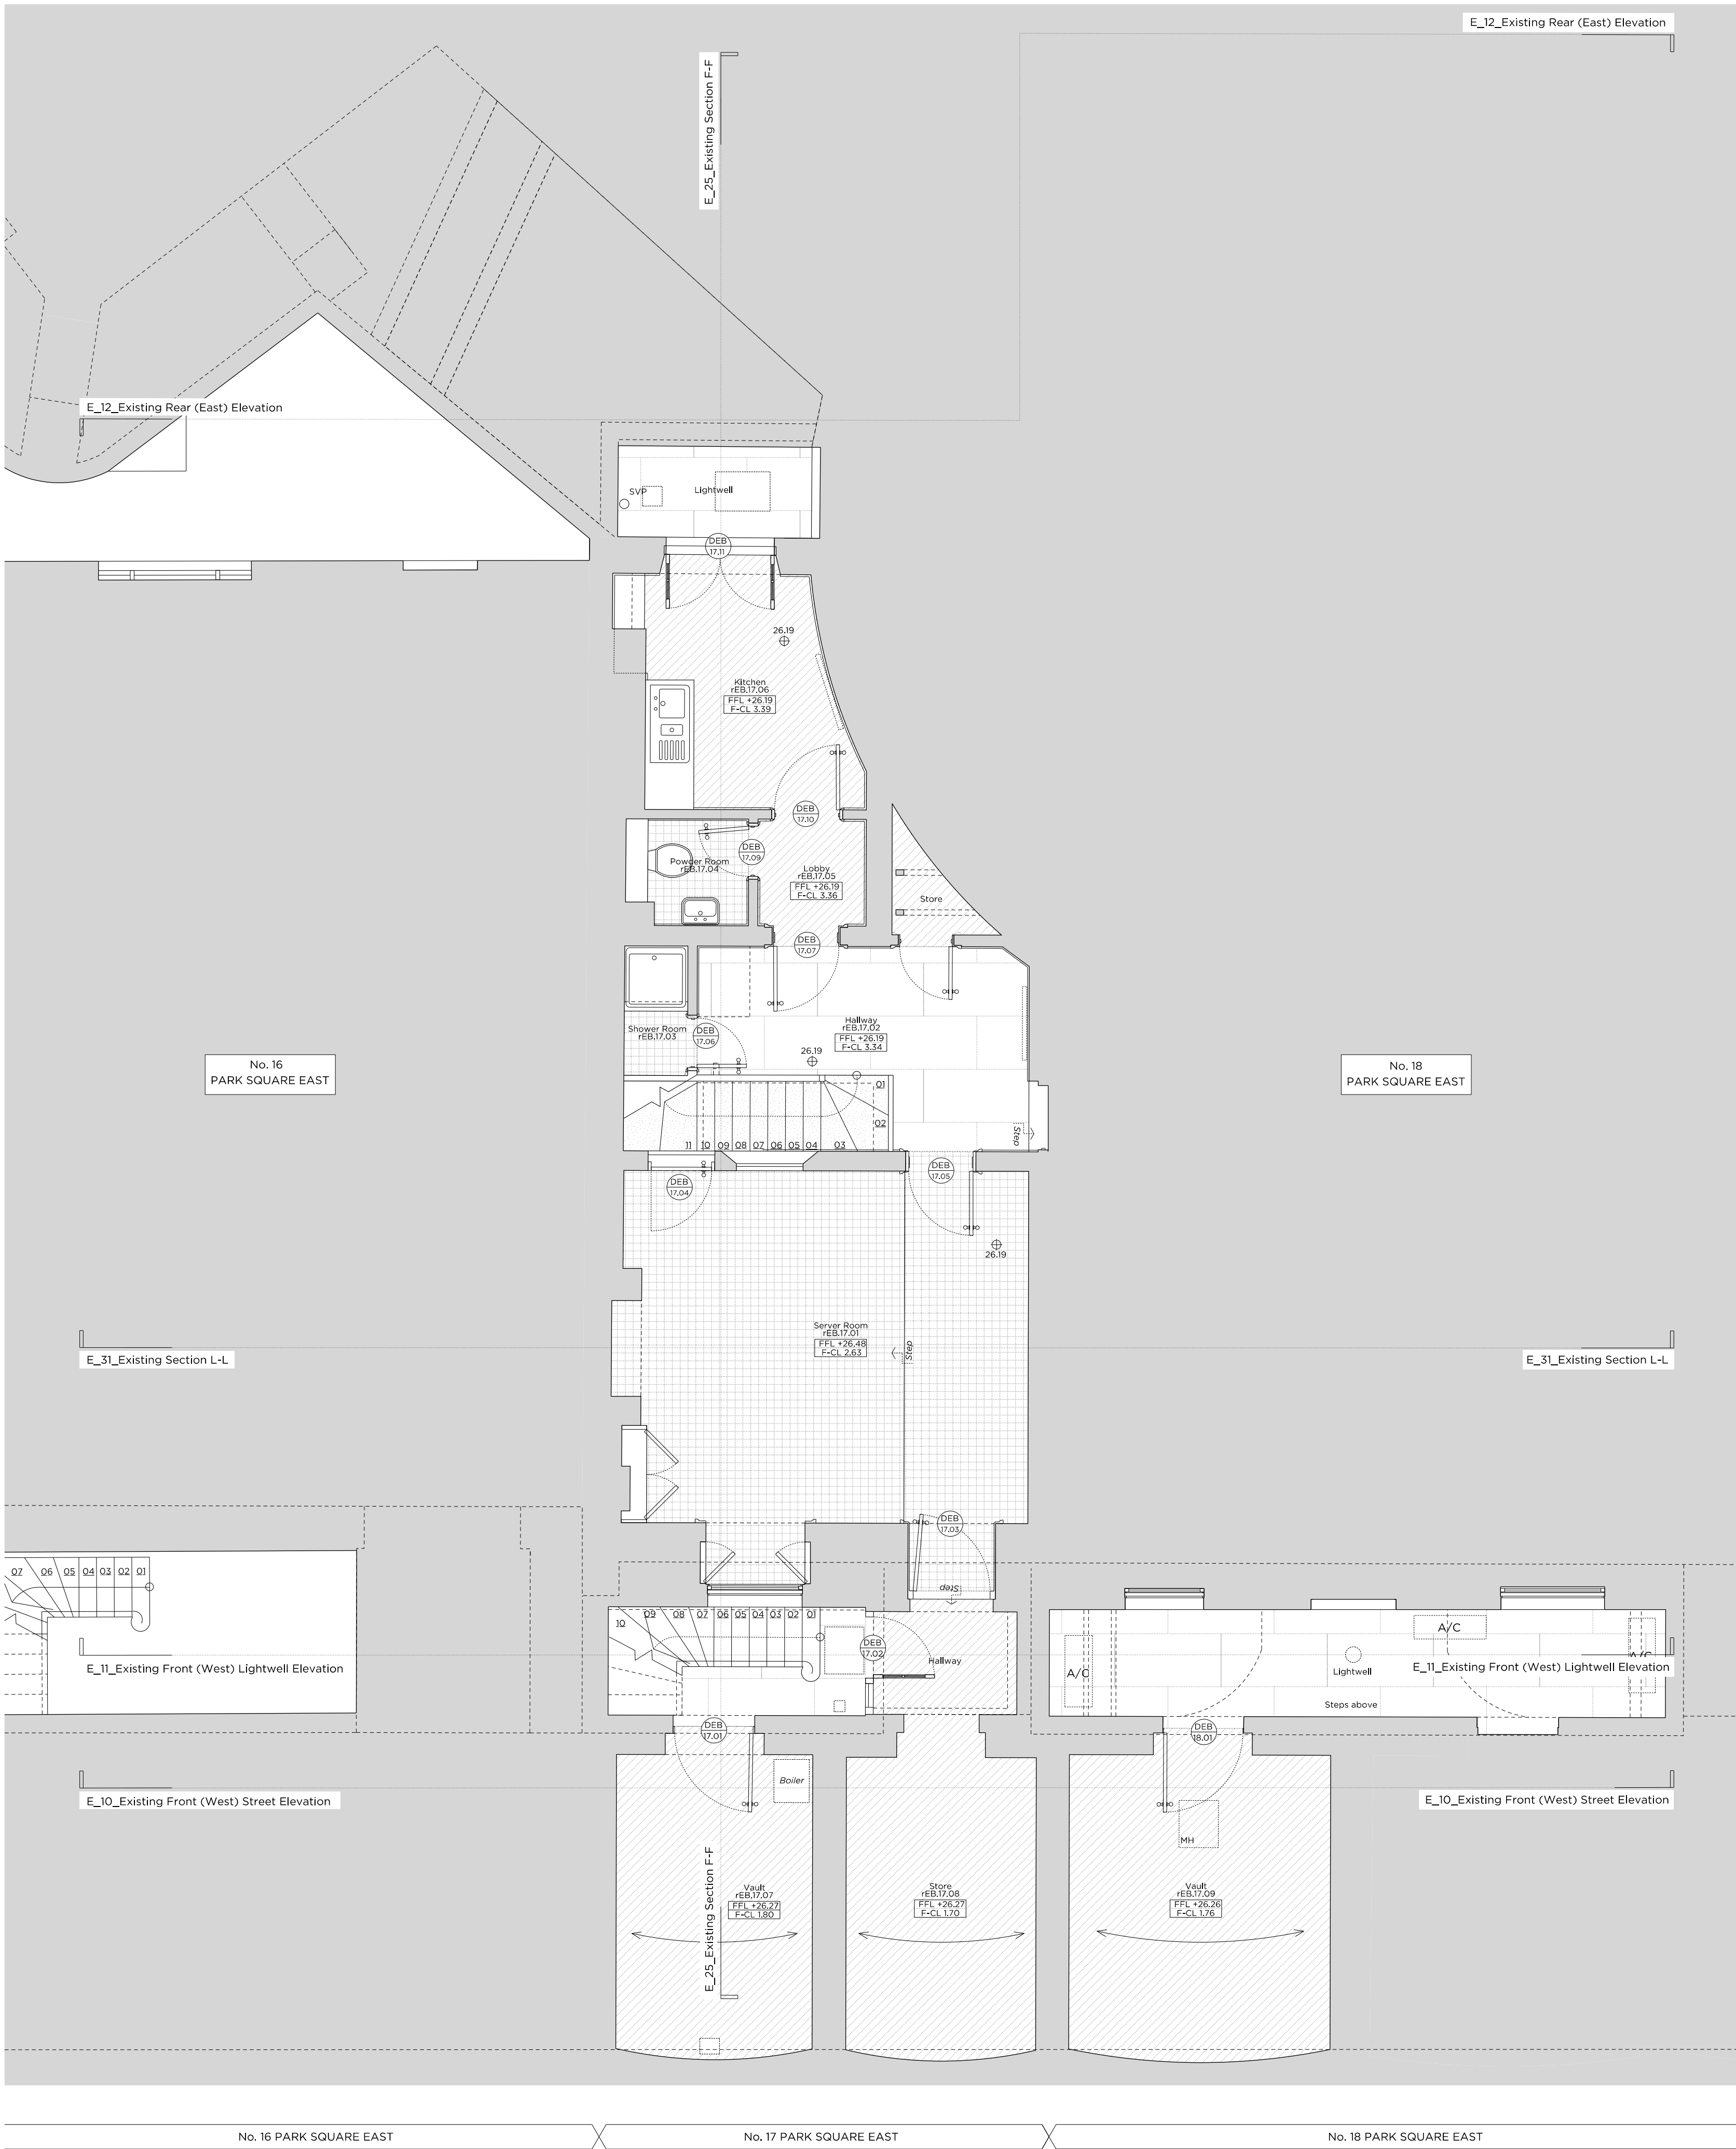 E_12_Existing Rear (East) Elevation
E_25_Existing Section F-F
E_12_Existing Rear (East) Elevation
SVP
Lightwell
DEB
17.11
26.19
Kitchen
rEB.17.06
FFL +26.19
F-CL 3.39
DEB
17.10
DEB
17.09
Powder Room
rEB.17.04
Lobby
rEB.17.05
FFL +26.19
F-CL 3.36
Store
DEB
17.07
Shower Room
rEB.17.03
DEB
17.06
Hallway
rEB.17.02
FFL +26.19
F-CL 3.34
26.19
No. 16
PARK SQUARE EAST
No. 18
PARK SQUARE EAST
01
02
11 10 09 08 07 06 05 04 03
Step
DEB
17.04
DEB
17.05
26.19
Server Room
rEB.17.01
FFL +26.48
F-CL 2.63
Step
E_31_Existing Section L-L
E_31_Existing Section L-L
DEB
17.03
07 06 05 04 03 02 01
Step
10 09 08 07 06 05 04 03 02 01
DEB
17.02
Hallway
A/C
A/C
A/C
Lightwell
Steps above
E_11_Existing Front (West) Lightwell Elevation
E_11_Existing Front (West) Lightwell Elevation
DEB
17.01
DEB
18.01
Boiler
E_10_Existing Front (West) Street Elevation
E_10_Existing Front (West) Street Elevation
MH
E_25_Existing Section F-F
Vault
rEB.17.07
FFL +26.27
F-CL 1.80
Store
rEB.17.08
FFL +26.27
F-CL 1.70
Vault
rEB.17.09
FFL +26.26
F-CL 1.76
No. 16 PARK SQUARE EAST
No. 17 PARK SQUARE EAST
No. 18 PARK SQUARE EAST